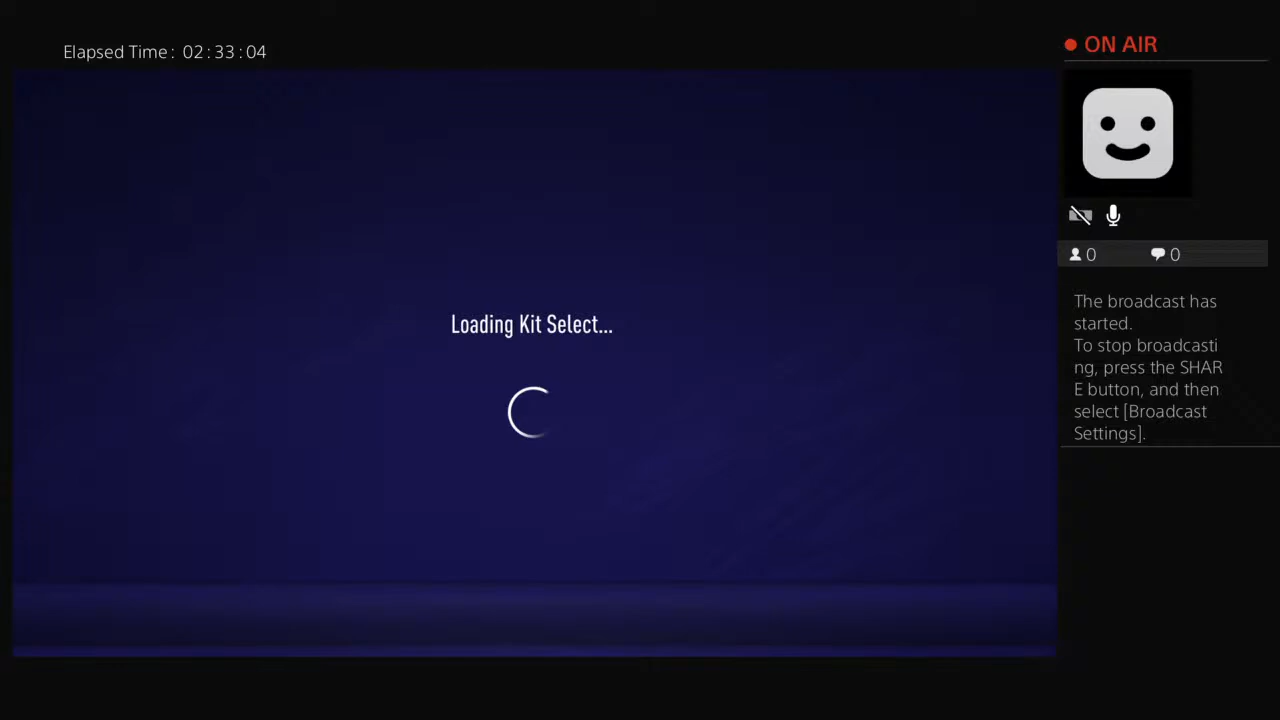 Elapsed Time: 02:33:04
ON AIR
0 0
Loading Kit Select...
The broadcast has
started.
To stop broadcasti
ng, press the SHAR
E button, and then
select [Broadcast
Settings].